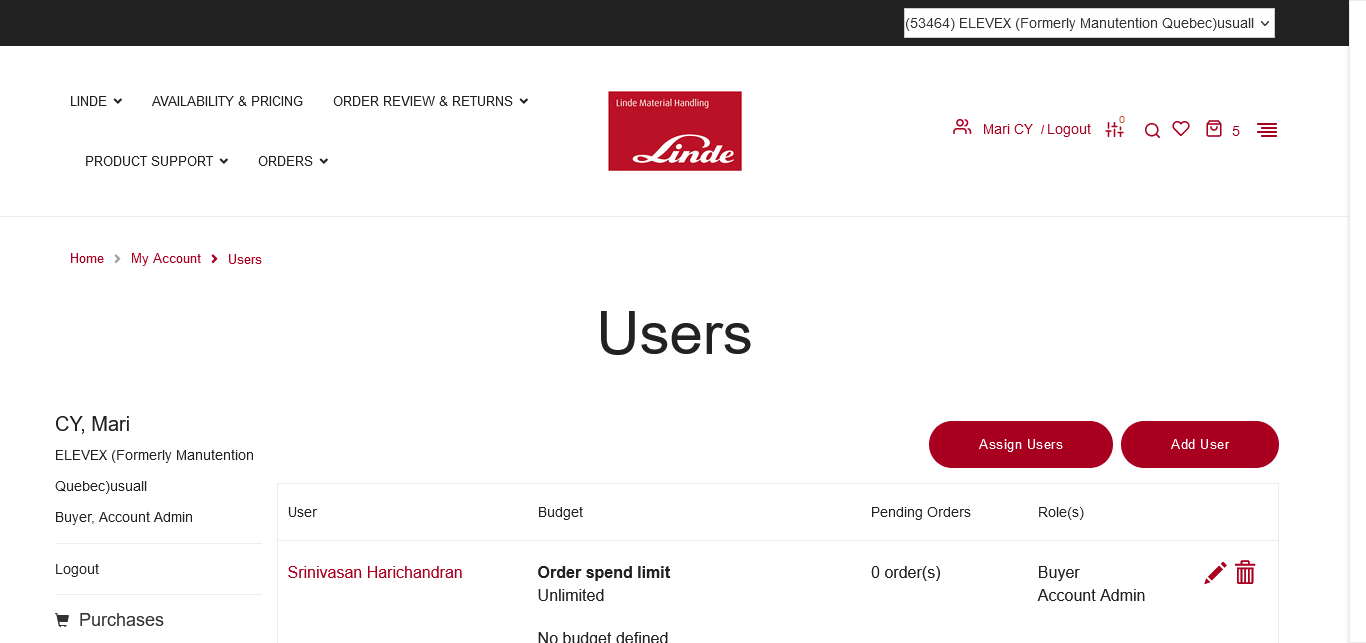 (53464) ELEVEX (Formerly Manutention Quebec)usuall
LINDE
AVAILABILITY & PRICING
ORDER REVIEW & RETURNS
PRODUCT SUPPORT
ORDERS
Linde Material Handling
Linde
Mari CY / Logout
0
5
Home
My Account
Users
Users
CY, Mari
ELEVEX (Formerly Manutention
Quebec)usuall
Buyer, Account Admin
Logout
Purchases
Assign Users
Add User
User
Budget
Pending Orders
Role(s)
Srinivasan Harichandran
Order spend limit
Unlimited
No budget defined
0 order(s)
Buyer
Account Admin